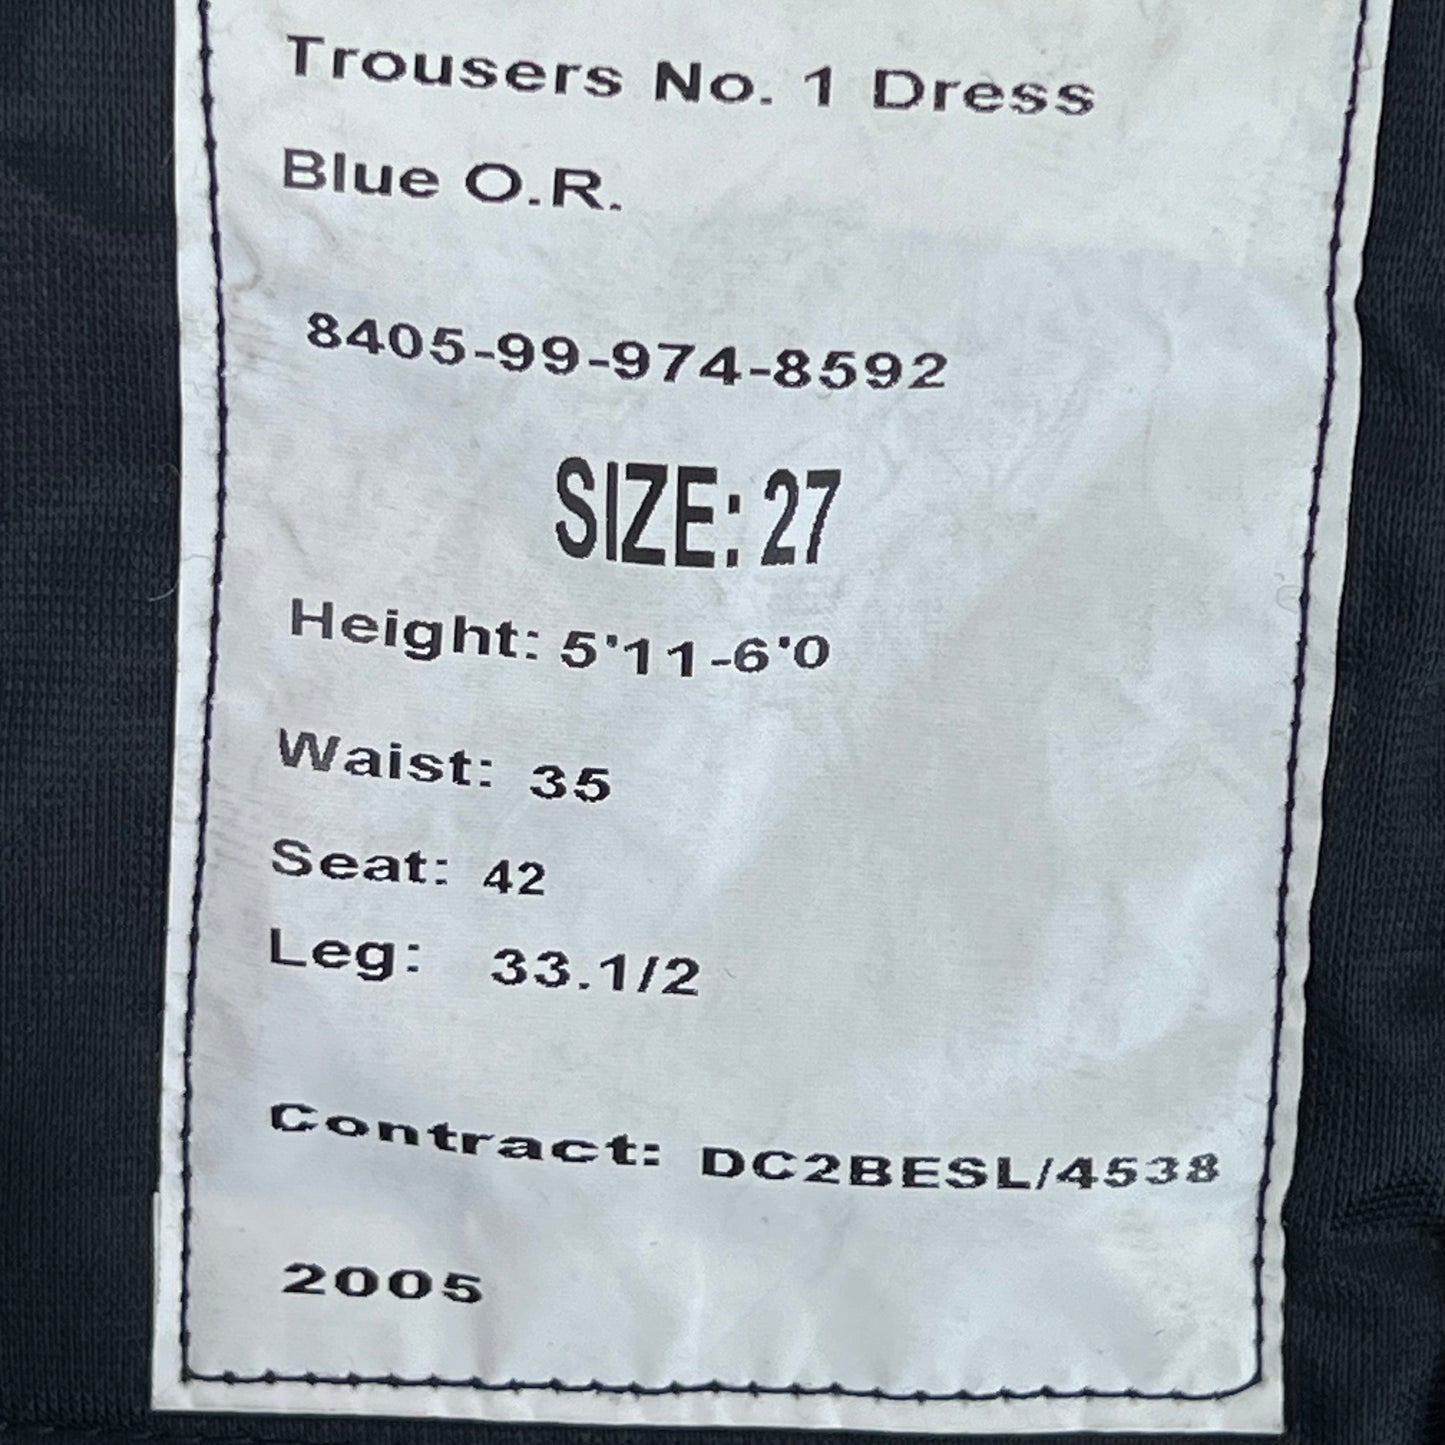 Trousers No. 1 Dress
Blue O.R.
8405-99-974-8592
SIZE: 27
Height: 5'11-6'0
Waist: 35
Seat: 42
Leg: 33.1/2
Contract: DC2BESL/4538
2005